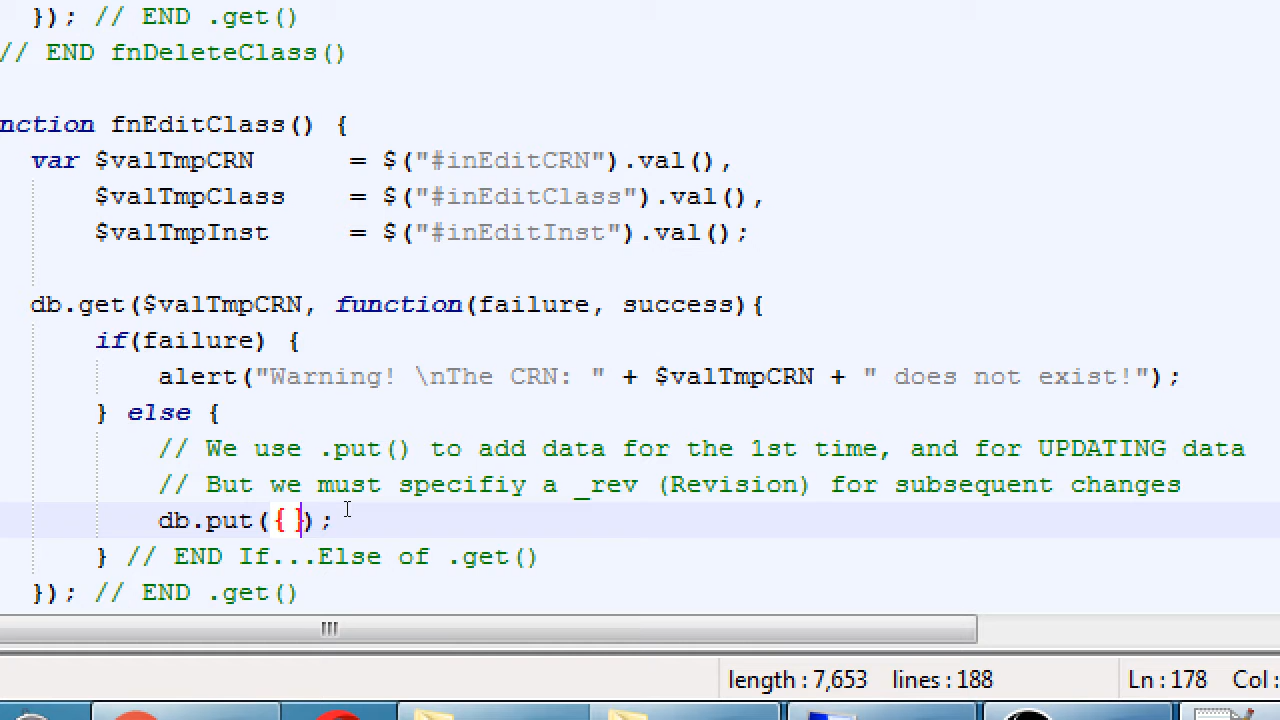 }); // END .get()
// END fnDeleteClass()
nction fnEditClass() {
var $valTmpCRN = $("#inEditCRN").val(),
$valTmpClass = $("#inEditClass").val(),
$valTmpInst = $("#inEditInst").val();
db.get($valTmpCRN, function(failure, success){
if(failure) {
alert("Warning! \nThe CRN: " + $valTmpCRN + " does not exist!");
} else {
// We use .put() to add data for the 1st time, and for UPDATING data
// But we must specifiy a _rev (Revision) for subsequent changes
db.put({});
} // END If...Else of .get()
}); // END .get()
length : 7,653 lines : 188 Ln : 178 Col :